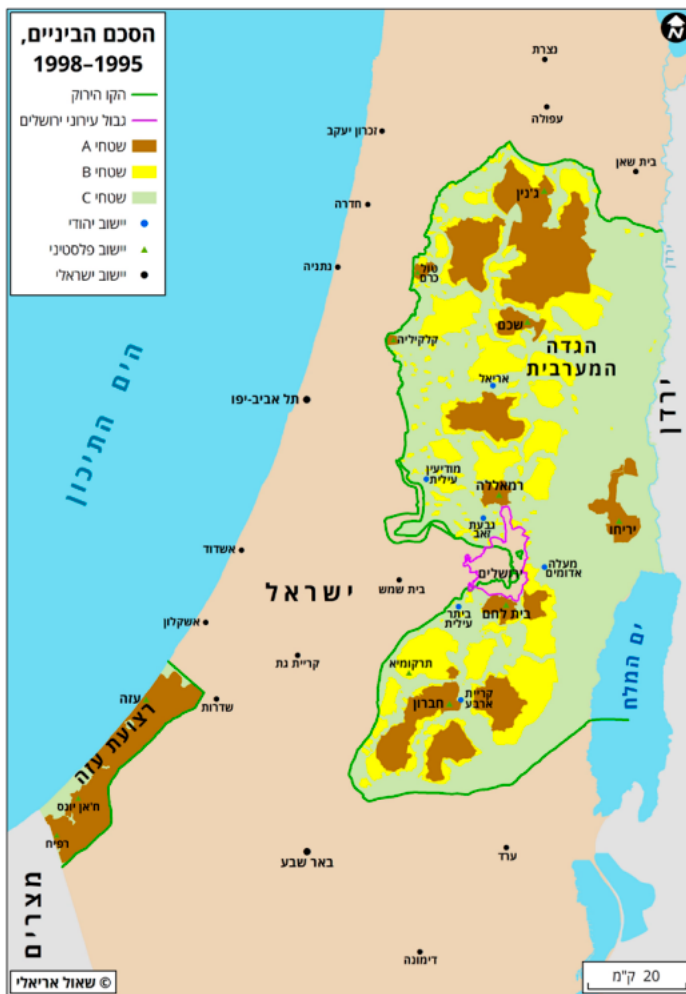 הסכם הביניים,
1998–1995
הקו הירוק
גבול עירוני ירושלים
שטחי A
שטחי B
שטחי C
יישוב יהודי
יישוב פלסטיני
יישוב ישראלי
נצרת
עפולה
זכרון יעקב
בית שאן
ג'נין
חדרה
ירדן
נתניה
טול
כרם
שכם
קלקיליה
הגדה
המערבית
הים התיכון
אריאל
ירדן
תל אביב-יפו
מודיעין
עילית
רמאללה
גבעת
זאב
יריחו
אשדוד
מעלה
אדומים
ירושלים
בית שמש
ישראל
ביתר
עילית
בית לחם
אשקלון
ים המלח
קריית גת
תרקומיא
עזה
שדרות
קריית
ארבע
חברון
רצועת עזה
ח'אן יונס
רפיח
באר שבע
ערד
מצרים
דימונה
© שאול אריאלי
20 ק"מ